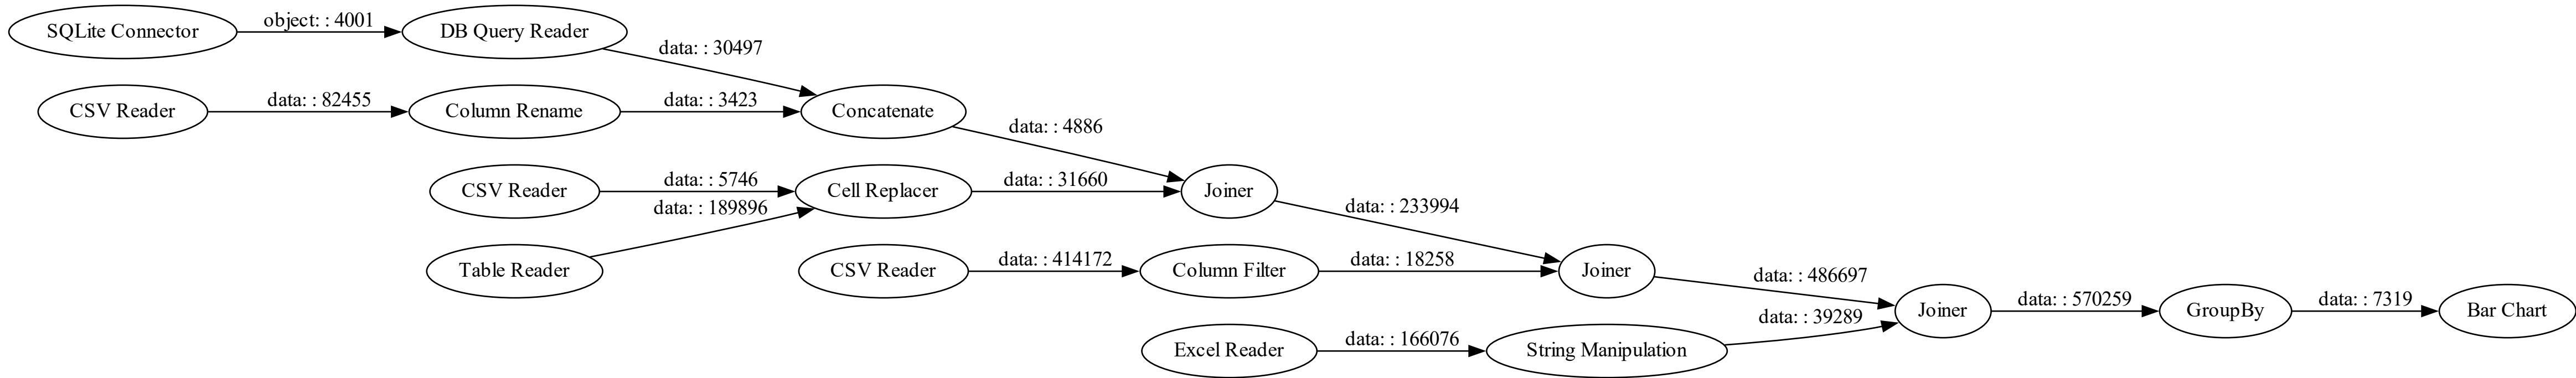 SQLite Connector
object: : 4001
DB Query Reader
data: : 30497
CSV Reader
data: : 82455
Column Rename
data: : 3423
Concatenate
data: : 4886
CSV Reader
data: : 5746
Cell Replacer
data: : 31660
Joiner
data: : 189896
data: : 233994
Table Reader
CSV Reader
data: : 414172
Column Filter
data: : 18258
Joiner
data: : 486697
Excel Reader
data: : 166076
String Manipulation
data: : 39289
Joiner
data: : 570259
GroupBy
data: : 7319
Bar Chart